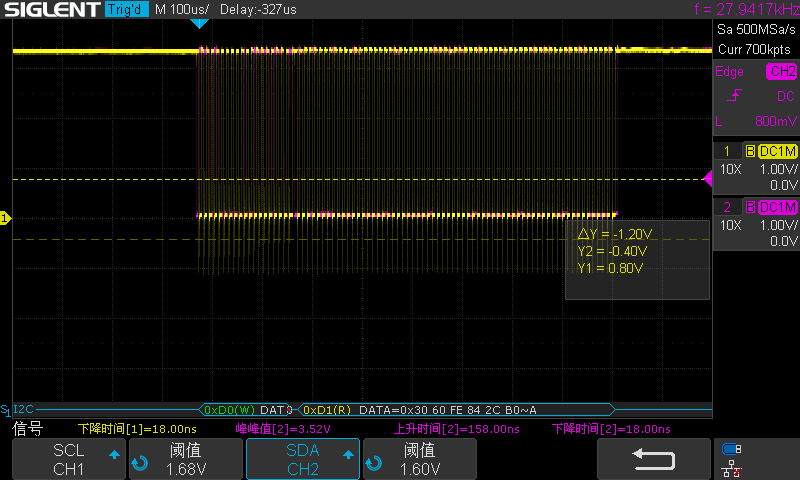 SIGLENT Trig'd M 100us/ Delay:-327us f = 27.9417kHz
Sa 500MSa/s
Curr 700kpts
Edge CH2
DC
L 800mV
1 B DC1M
10X 1.00V/
0.0V
2 B DC1M
10X 1.00V/
0.0V
1
△Y = -1.20V
Y2 = -0.40V
Y1 = 0.80V
S1 I2C 0xD0(W) DAT 0xD1(R) DATA=0x30 60 FE 84 2C B0~A
信号 下降时间[1]=18.00ns 峰峰值[2]=3.52V 上升时间[2]=158.00ns 下降时间[2]=18.00ns
SCL
CH1
阈值
1.68V
SDA
CH2
阈值
1.60V